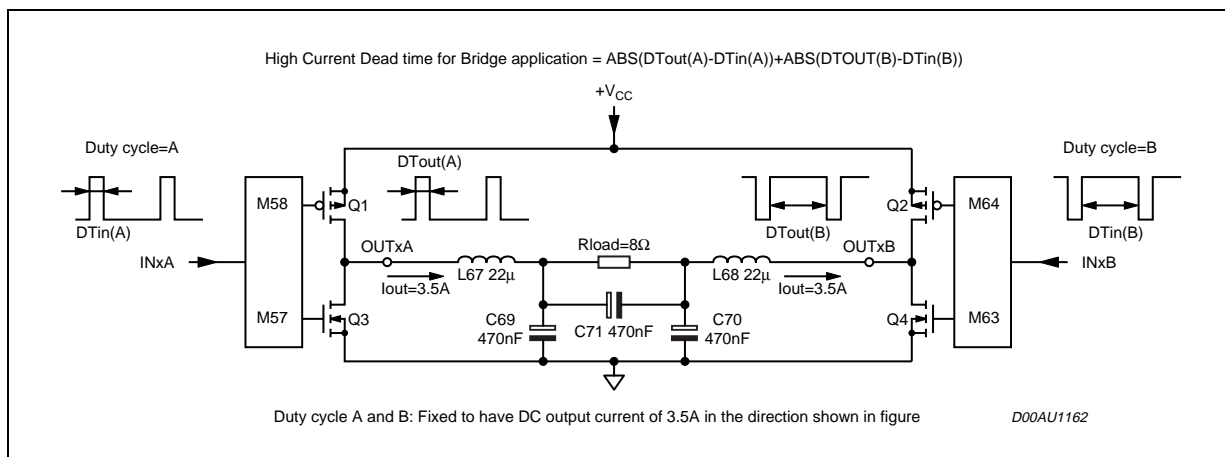 High Current Dead time for Bridge application = ABS(DTout(A)-DTin(A))+ABS(DTOUT(B)-DTin(B))
+VCC
Duty cycle=A
DTin(A)
INxA
M58
M57
Q1
Q3
DTout(A)
OUTxA
Iout=3.5A
L67 22μ
C69
470nF
Rload=8Ω
C71 470nF
C70
470nF
L68 22μ
DTout(B)
OUTxB
Iout=3.5A
Q2
Q4
M64
M63
Duty cycle=B
DTin(B)
INxB
Duty cycle A and B: Fixed to have DC output current of 3.5A in the direction shown in figure
D00AU1162